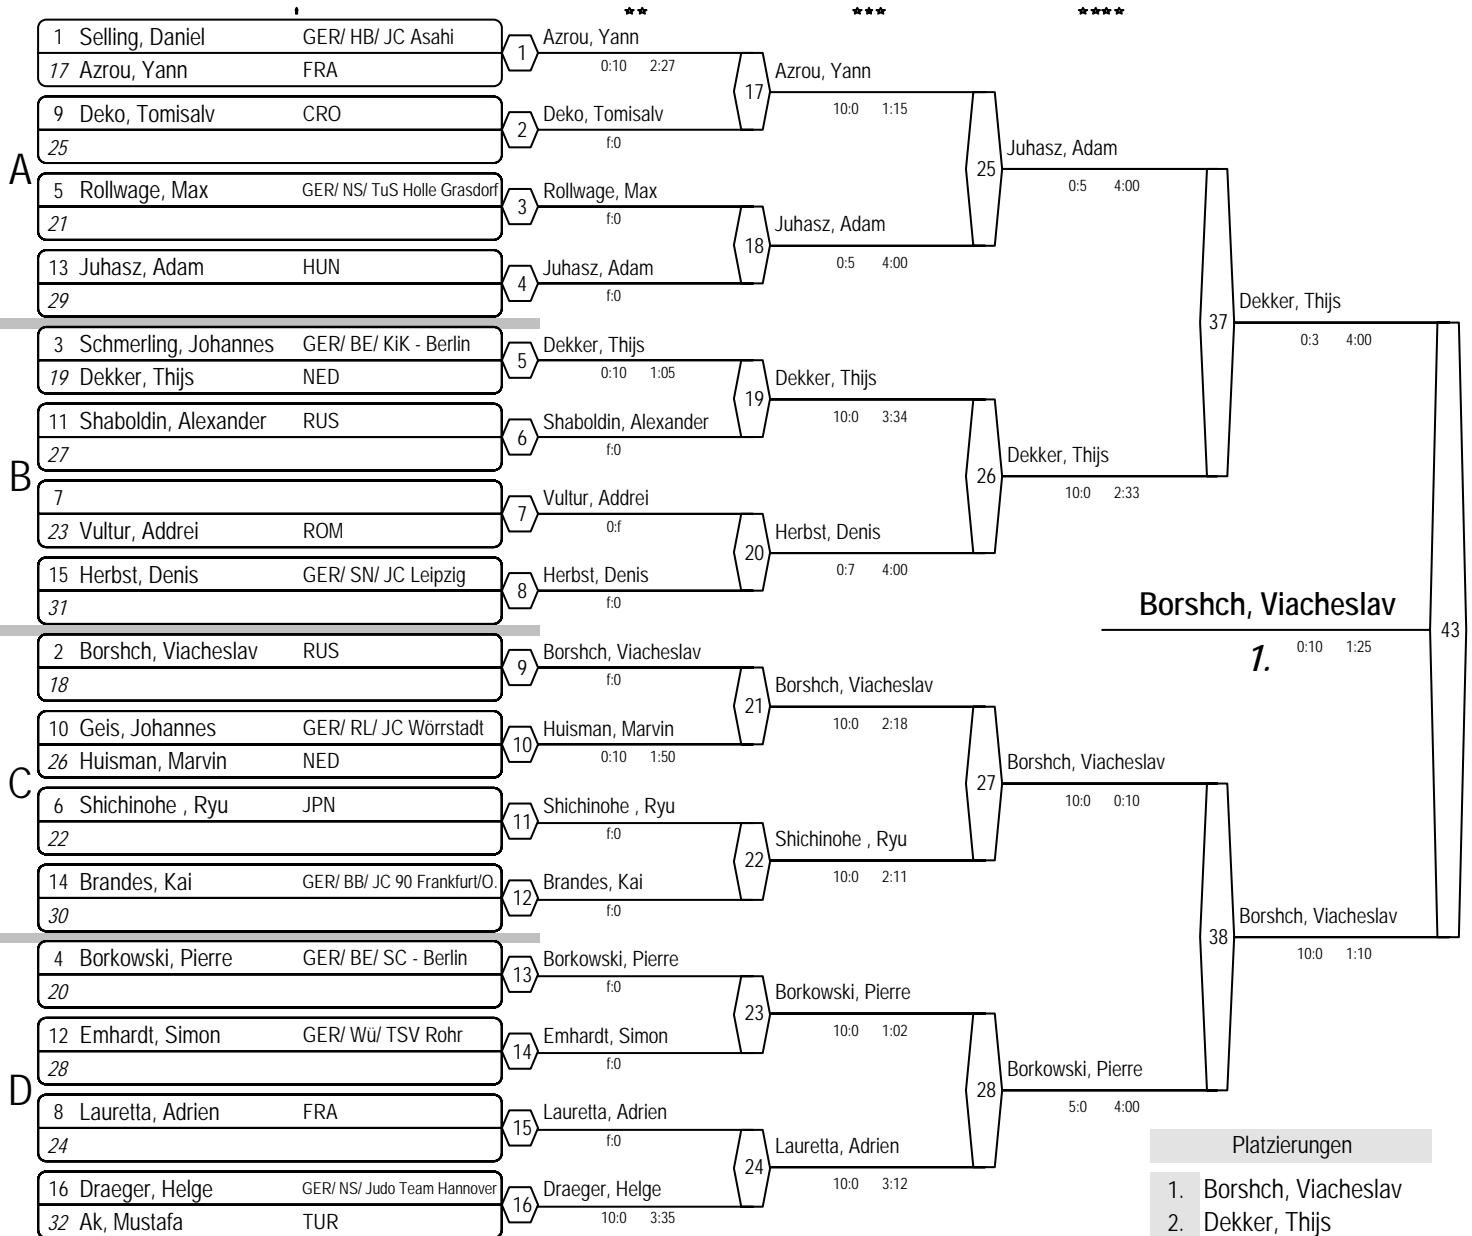 1 Selling, Daniel GER/ HB/ JC Asahi
17 Azrou, Yann FRA
9 Deko, Tomisalv CRO
25
A
5 Rollwage, Max GER/ NS/ TuS Holle Grasdorf
21
13 Juhasz, Adam HUN
29
3 Schmerling, Johannes GER/ BE/ KiK - Berlin
19 Dekker, Thijs NED
11 Shaboldin, Alexander RUS
27
B
7
23 Vultur, Addrei ROM
15 Herbst, Denis GER/ SN/ JC Leipzig
31
2 Borshch, Viacheslav RUS
18
10 Geis, Johannes GER/ RL/ JC Wörrstadt
26 Huisman, Marvin NED
C
6 Shichinohe , Ryu JPN
22
14 Brandes, Kai GER/ BB/ JC 90 Frankfurt/O.
30
4 Borkowski, Pierre GER/ BE/ SC - Berlin
20
12 Emhardt, Simon GER/ Wü/ TSV Rohr
28
D
8 Lauretta, Adrien FRA
24
16 Draeger, Helge GER/ NS/ Judo Team Hannover
32 Ak, Mustafa TUR
1 Azrou, Yann
0:10 2:27
2 Deko, Tomisalv
f:0
3 Rollwage, Max
f:0
4 Juhasz, Adam
f:0
5 Dekker, Thijs
0:10 1:05
6 Shaboldin, Alexander
f:0
7 Vultur, Addrei
0:f
8 Herbst, Denis
f:0
9 Borshch, Viacheslav
f:0
10 Huisman, Marvin
0:10 1:50
11 Shichinohe , Ryu
f:0
12 Brandes, Kai
f:0
13 Borkowski, Pierre
f:0
14 Emhardt, Simon
f:0
15 Lauretta, Adrien
f:0
16 Draeger, Helge
10:0 3:35
17 Azrou, Yann
10:0 1:15
18 Juhasz, Adam
0:5 4:00
19 Dekker, Thijs
10:0 3:34
20 Herbst, Denis
0:7 4:00
21 Borshch, Viacheslav
10:0 2:18
22 Shichinohe , Ryu
10:0 2:11
23 Borkowski, Pierre
10:0 1:02
24 Lauretta, Adrien
10:0 3:12
25 Juhasz, Adam
0:5 4:00
26 Dekker, Thijs
10:0 2:33
27 Borshch, Viacheslav
10:0 0:10
28 Borkowski, Pierre
5:0 4:00
37 Dekker, Thijs
0:3 4:00
38 Borshch, Viacheslav
10:0 1:10
43 Borshch, Viacheslav
1. 0:10 1:25
Platzierungen
1. Borshch, Viacheslav
2. Dekker, Thijs